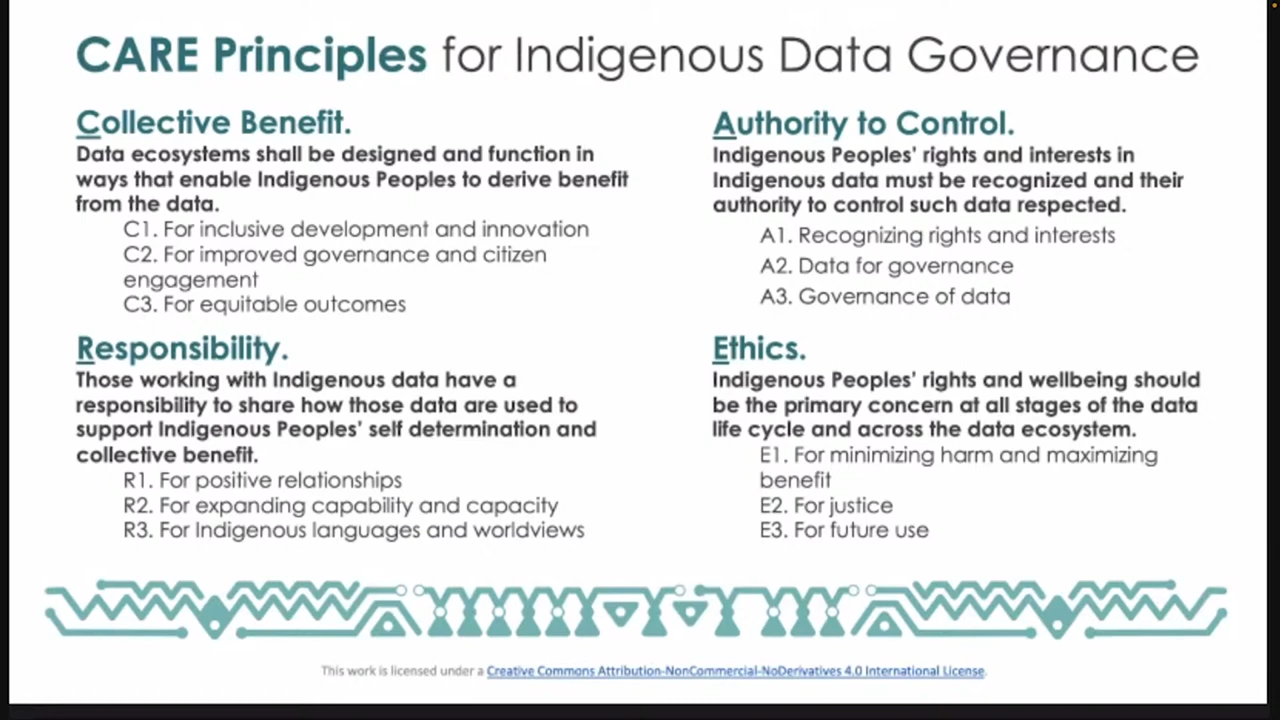 CARE Principles for Indigenous Data Governance
Collective Benefit.
Data ecosystems shall be designed and function in
ways that enable Indigenous Peoples to derive benefit
from the data.
C1. For inclusive development and innovation
C2. For improved governance and citizen
engagement
C3. For equitable outcomes
Authority to Control.
Indigenous Peoples' rights and interests in
Indigenous data must be recognized and their
authority to control such data respected.
A1. Recognizing rights and interests
A2. Data for governance
A3. Governance of data
Responsibility.
Those working with Indigenous data have a
responsibility to share how those data are used to
support Indigenous Peoples' self determination and
collective benefit.
R1. For positive relationships
R2. For expanding capability and capacity
R3. For Indigenous languages and worldviews
Ethics.
Indigenous Peoples' rights and wellbeing should
be the primary concern at all stages of the data
life cycle and across the data ecosystem.
E1. For minimizing harm and maximizing
benefit
E2. For justice
E3. For future use
This work is licensed under a Creative Commons Attribution-NonCommercial-NoDerivatives 4.0 International License.